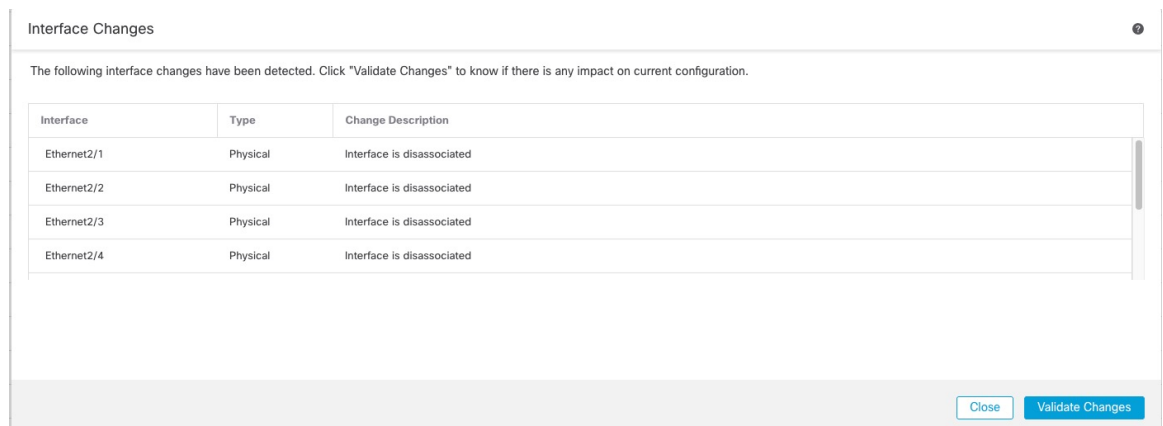 Interface Changes
?
The following interface changes have been detected. Click "Validate Changes" to know if there is any impact on current configuration.
Interface Type Change Description
Ethernet2/1 Physical Interface is disassociated
Ethernet2/2 Physical Interface is disassociated
Ethernet2/3 Physical Interface is disassociated
Ethernet2/4 Physical Interface is disassociated
Close Validate Changes